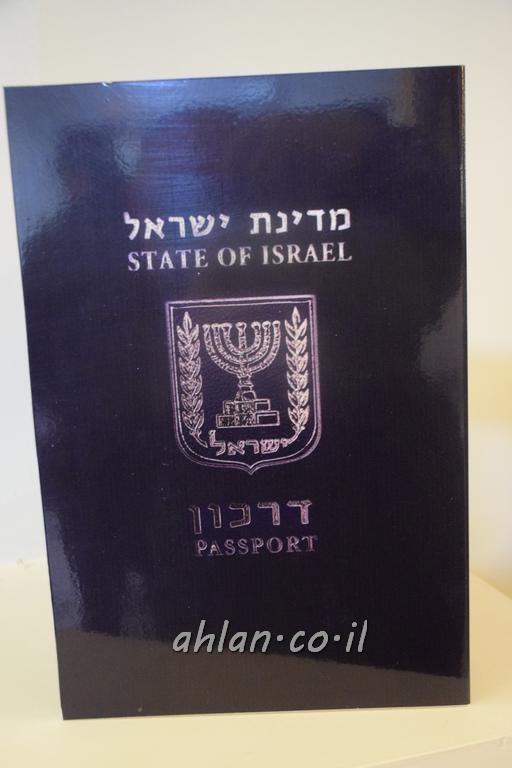 מדינת ישראל
STATE OF ISRAEL
ישראל
דרכון
PASSPORT
ahlan·co·il